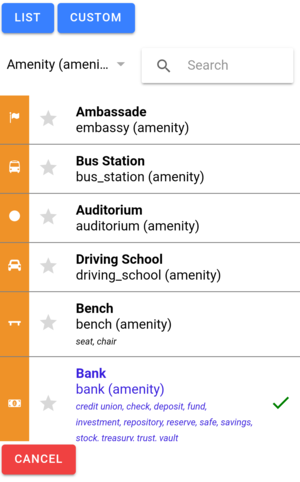 LIST CUSTOM
Amenity (ameni... Search
Ambassade
embassy (amenity)
Bus Station
bus_station (amenity)
Auditorium
auditorium (amenity)
Driving School
driving_school (amenity)
Bench
bench (amenity)
seat, chair
Bank
bank (amenity)
credit union, check, deposit, fund,
investment, repository, reserve, safe, savings,
stock, treasury, trust, vault
CANCEL